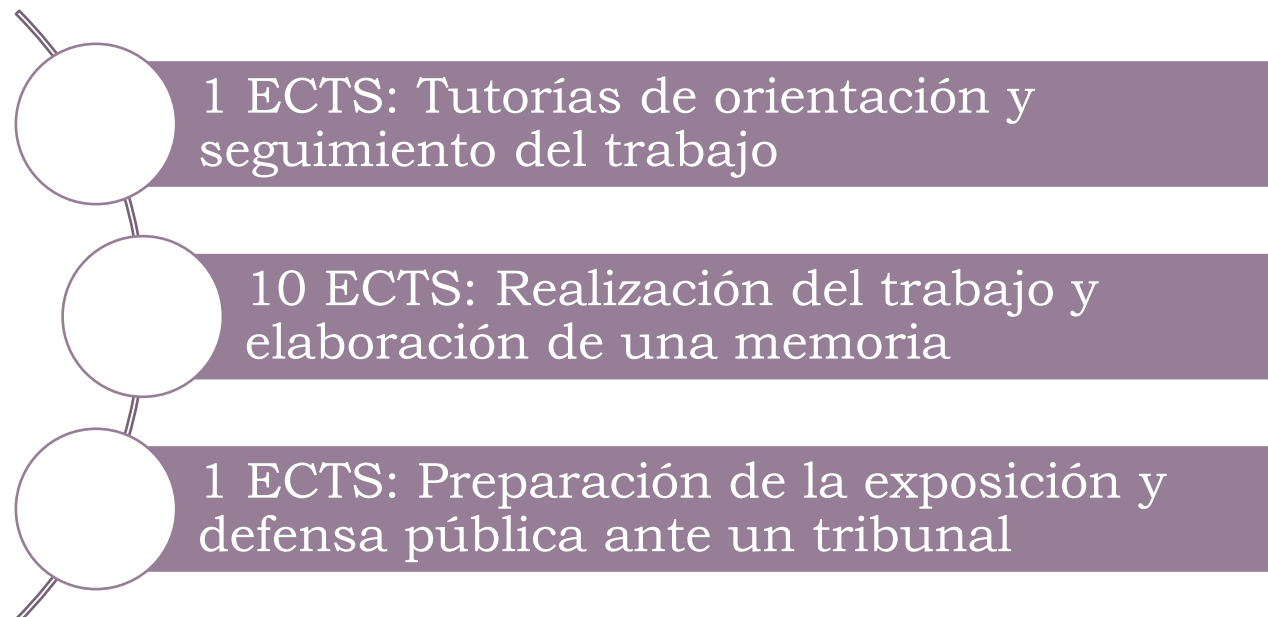 1 ECTS: Tutorías de orientación y
seguimiento del trabajo
10 ECTS: Realización del trabajo y
elaboración de una memoria
1 ECTS: Preparación de la exposición y
defensa pública ante un tribunal